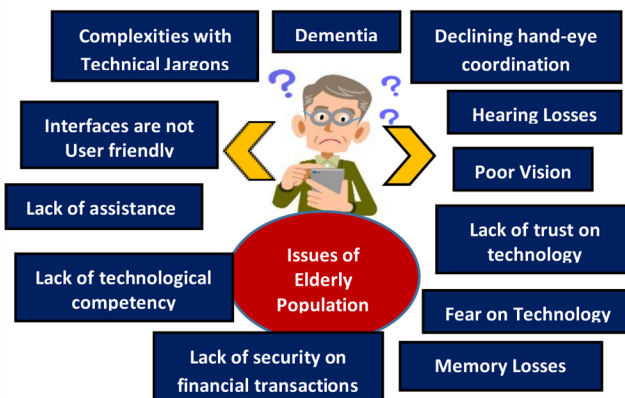 Complexities with
Technical Jargons
Dementia
Declining hand-eye
coordination
?
?
?
Interfaces are not
User friendly
Hearing Losses
Poor Vision
Lack of assistance
Lack of trust on
technology
Issues of
Elderly
Population
Lack of technological
competency
Fear on Technology
Lack of security on
financial transactions
Memory Losses